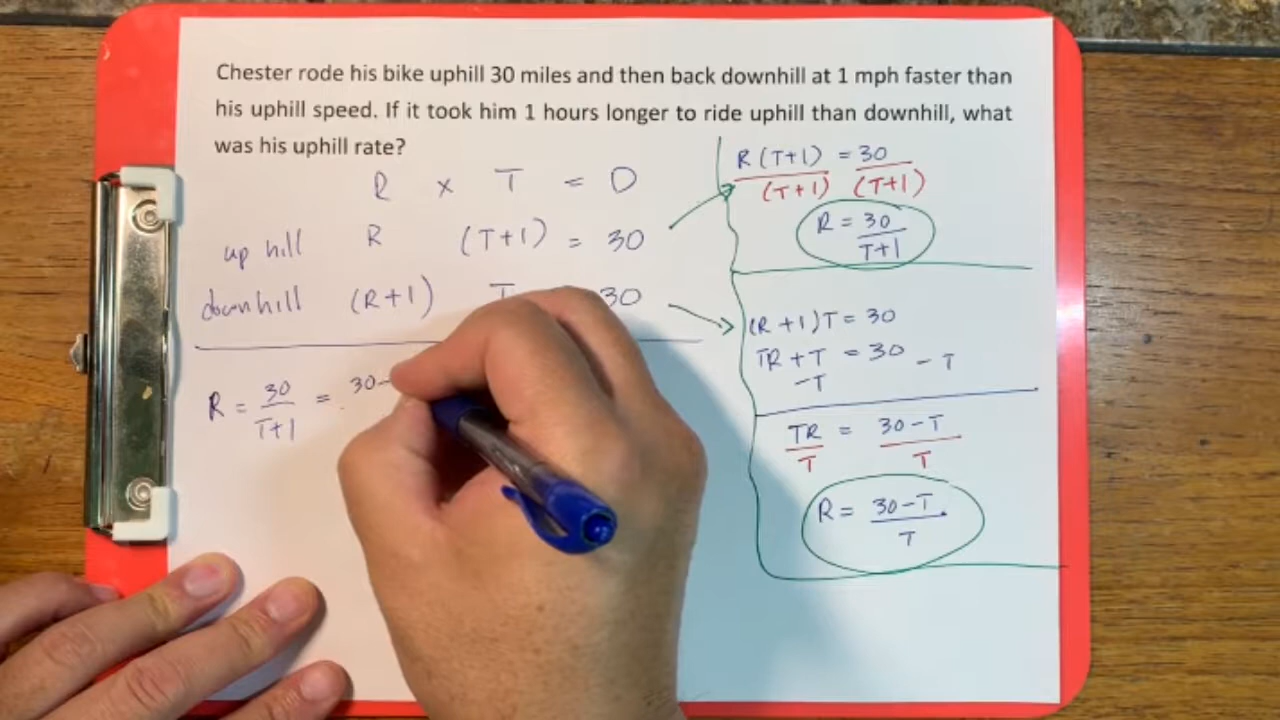 Chester rode his bike uphill 30 miles and then back downhill at 1 mph faster than
his uphill speed. If it took him 1 hours longer to ride uphill than downhill, what
was his uphill rate?
R x T = D
up hill R (T+1) = 30
downhill (R+1) T 30
R = 30/T+1 = 30-
R(T+1) = 30
(T+1) (T+1)
R = 30/T+1
(R+1)T = 30
TR + T = 30 - T
-T
TR/T = 30-T/T
R = 30-T/T